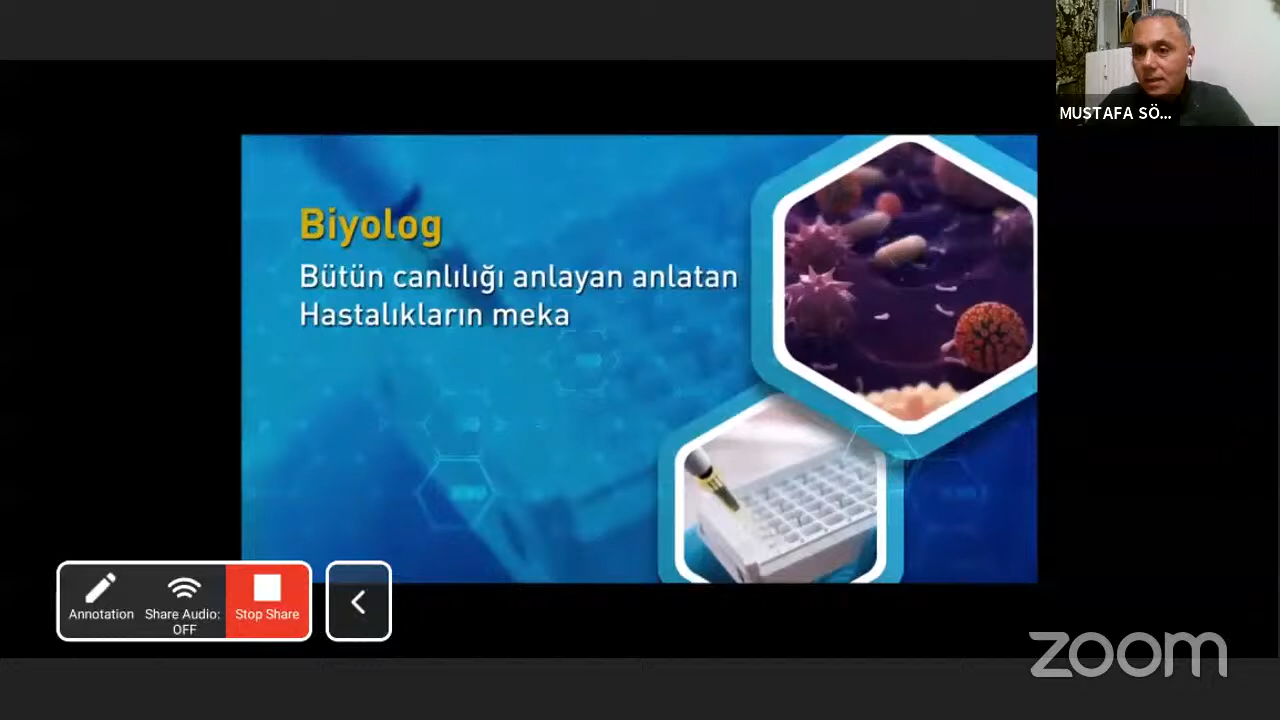 MUSTAFA SÖ...
Biyolog
Bütün canlılığı anlayan anlatan
Hastalıkların meka
Annotation
Share Audio:
OFF
Stop Share
zoom